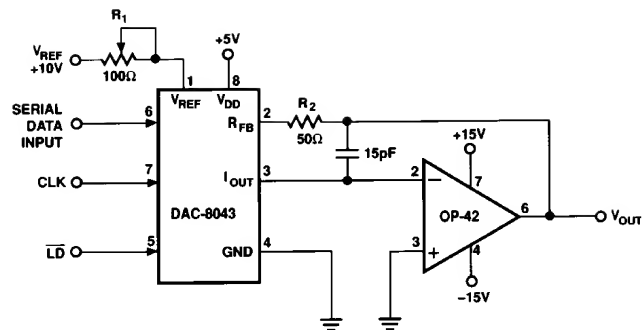 R1
VREF
+10V
100Ω
+5V
1
8
VREF
VDD
SERIAL
DATA
INPUT
6
RFB
2
R2
50Ω
15pF
+15V
CLK
7
IOUT
3
2
−
7
DAC-8043
OP-42
6
VOUT
LD
5
GND
4
3
+
4
−15V